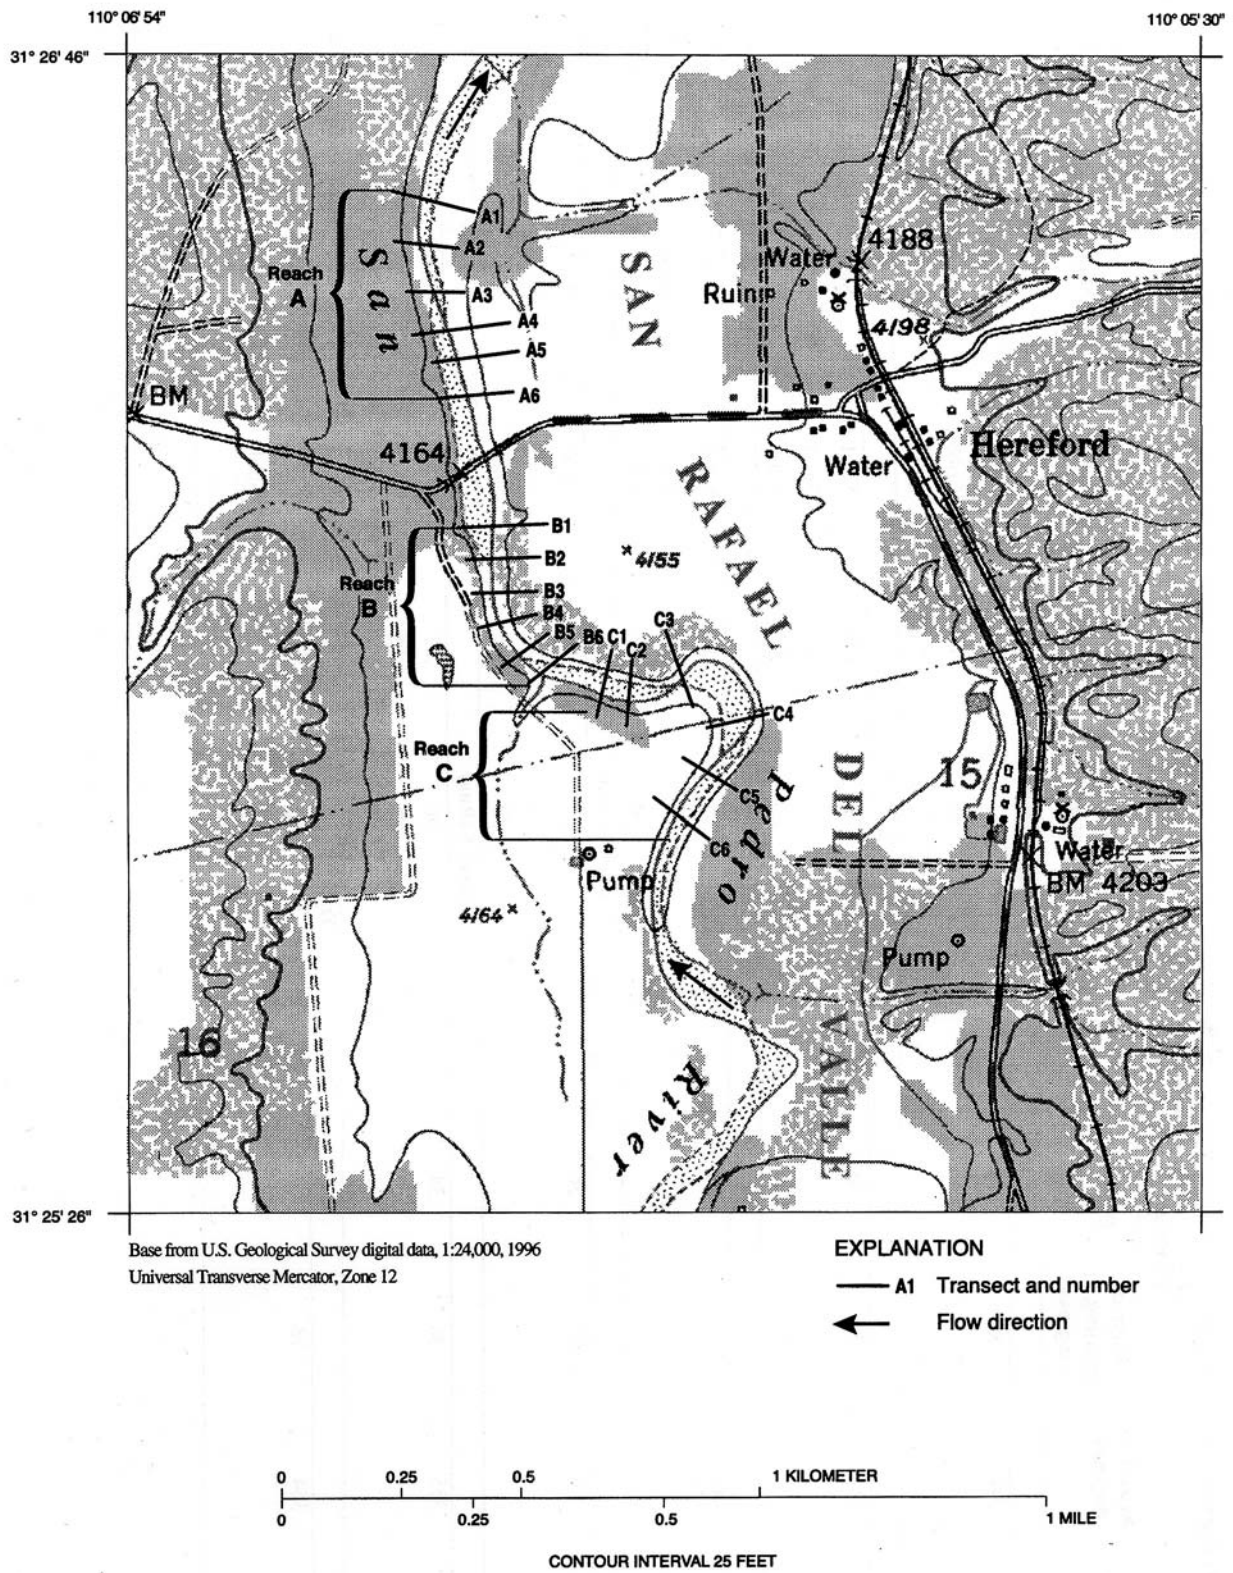 110° 06' 54"
110° 05' 30"
31° 26' 46"
A1
A2
Reach
A
San
A3
A4
A5
A6
SAN
Water
4188
Ruin
4198
BM
4164
Water
Hereford
RAFAEL
B1
B2
4155
Reach
B
B3
B4
B5
B6
C1
C2
C3
C4
Reach
C
C5
C6
Pedro
DEL
15
Water
BM 4203
Pump
4164
Pump
16
VALLE
River
31° 25' 26"
Base from U.S. Geological Survey digital data, 1:24,000, 1996
Universal Transverse Mercator, Zone 12
EXPLANATION
A1 Transect and number
Flow direction
0 0.25 0.5 1 KILOMETER
0 0.25 0.5 1 MILE
CONTOUR INTERVAL 25 FEET